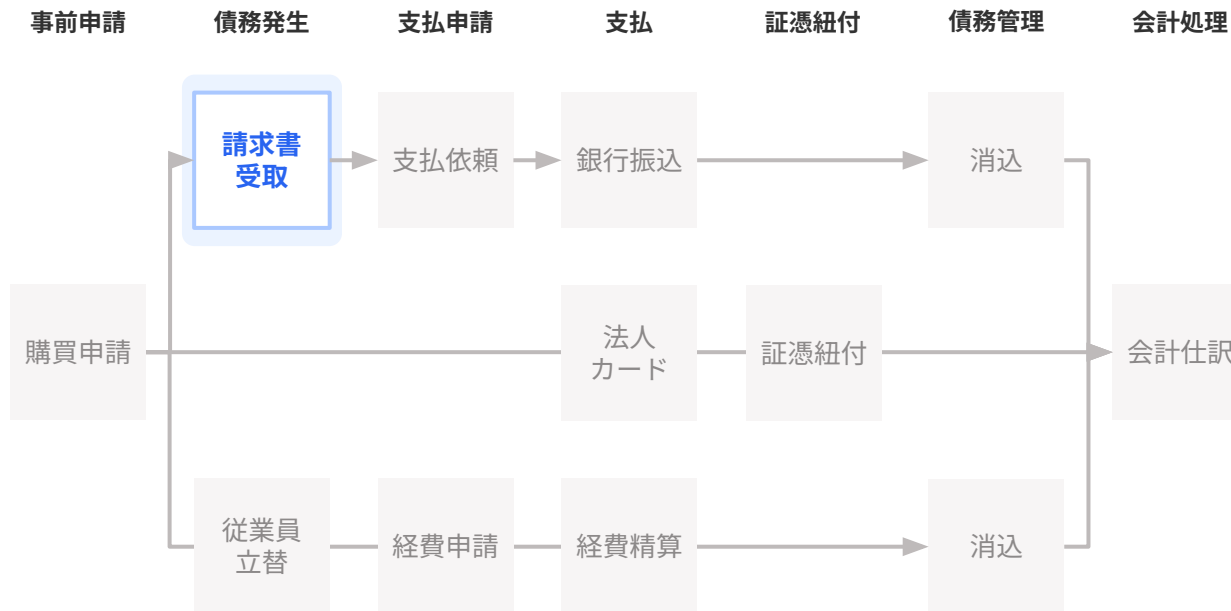 事前申請
債務発生
支払申請
支払
証憑紐付
債務管理
会計処理
請求書
受取
支払依頼
銀行振込
消込
購買申請
法人
カード
証憑紐付
会計仕訳
従業員
立替
経費申請
経費精算
消込